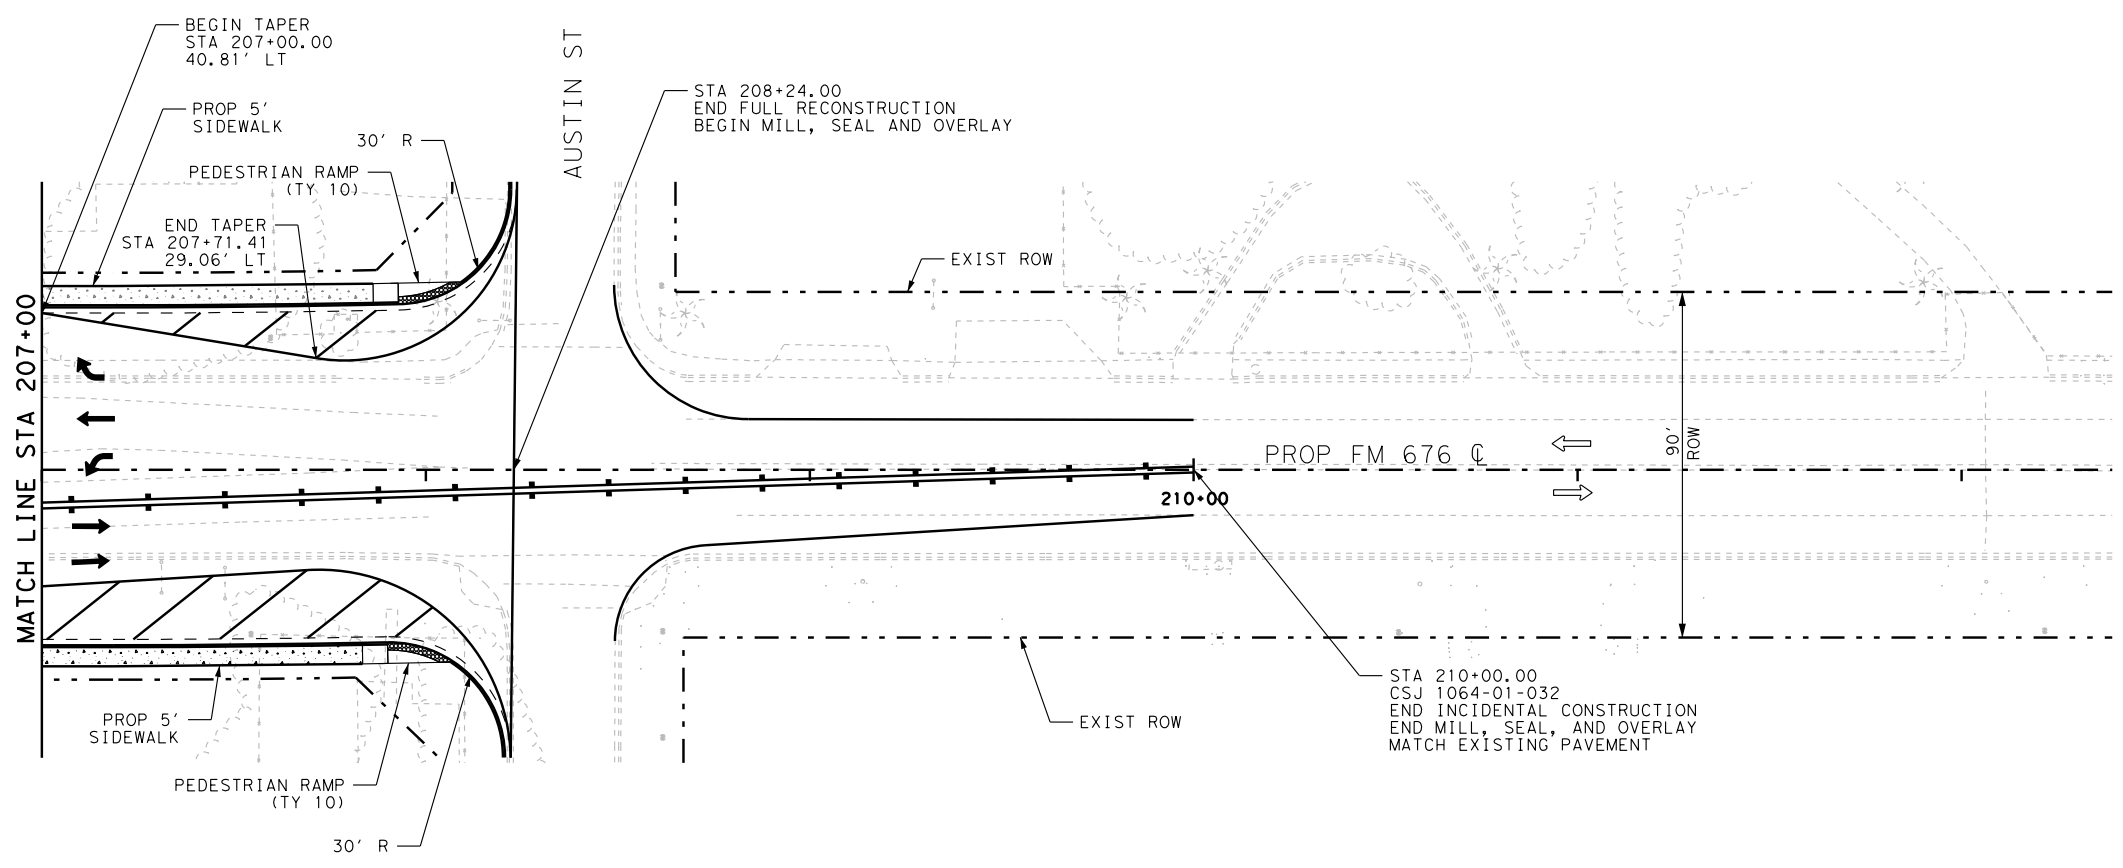 BEGIN TAPER
STA 207+00.00
40.81' LT
PROP 5'
SIDEWALK
30' R
PEDESTRIAN RAMP
(TY 10)
END TAPER
STA 207+71.41
29.06' LT
AUSTIN ST
STA 208+24.00
END FULL RECONSTRUCTION
BEGIN MILL, SEAL AND OVERLAY
EXIST ROW
MATCH LINE STA 207+00
PROP FM 676 ℄
90'
ROW
210+00
STA 210+00.00
CSJ 1064-01-032
END INCIDENTAL CONSTRUCTION
END MILL, SEAL, AND OVERLAY
MATCH EXISTING PAVEMENT
EXIST ROW
PROP 5'
SIDEWALK
PEDESTRIAN RAMP
(TY 10)
30' R